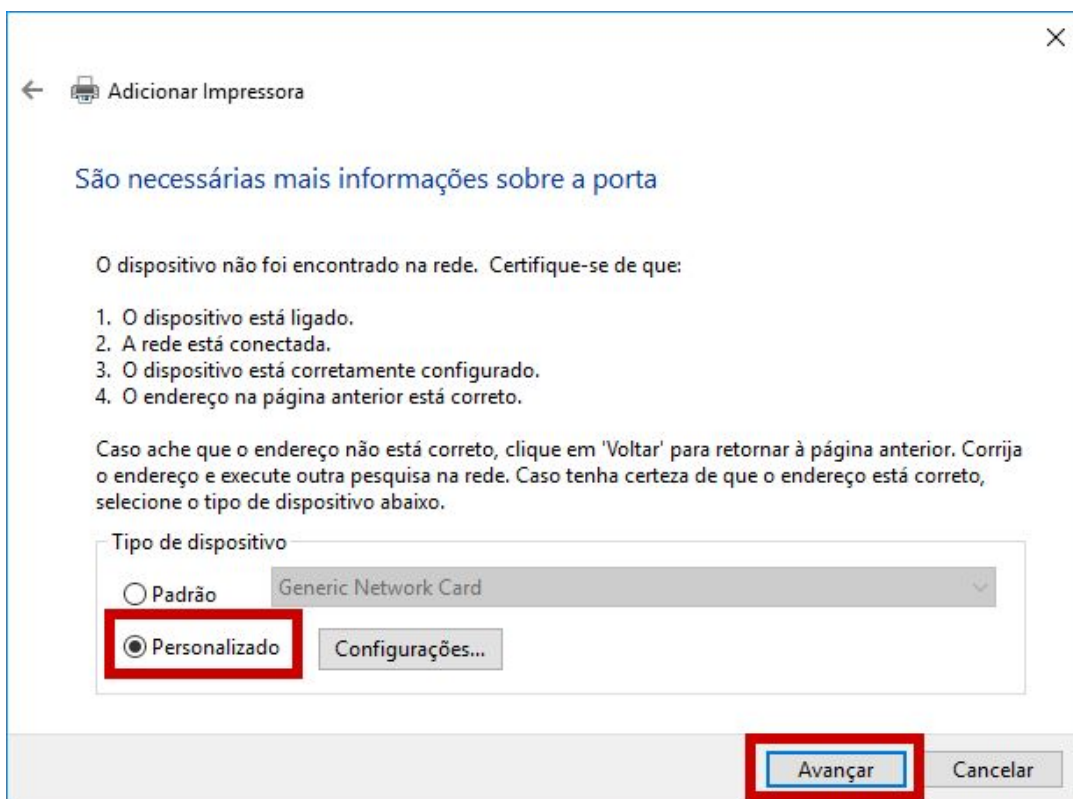 Adicionar Impressora
São necessárias mais informações sobre a porta
O dispositivo não foi encontrado na rede.  Certifique-se de que:
1.  O dispositivo está ligado.
2.  A rede está conectada.
3.  O dispositivo está corretamente configurado.
4.  O endereço na página anterior está correto.
Caso ache que o endereço não está correto, clique em 'Voltar' para retornar à página anterior. Corrija
o endereço e execute outra pesquisa na rede. Caso tenha certeza de que o endereço está correto,
selecione o tipo de dispositivo abaixo.
Tipo de dispositivo
Padrão
Generic Network Card
Personalizado
Configurações...
Avançar
Cancelar